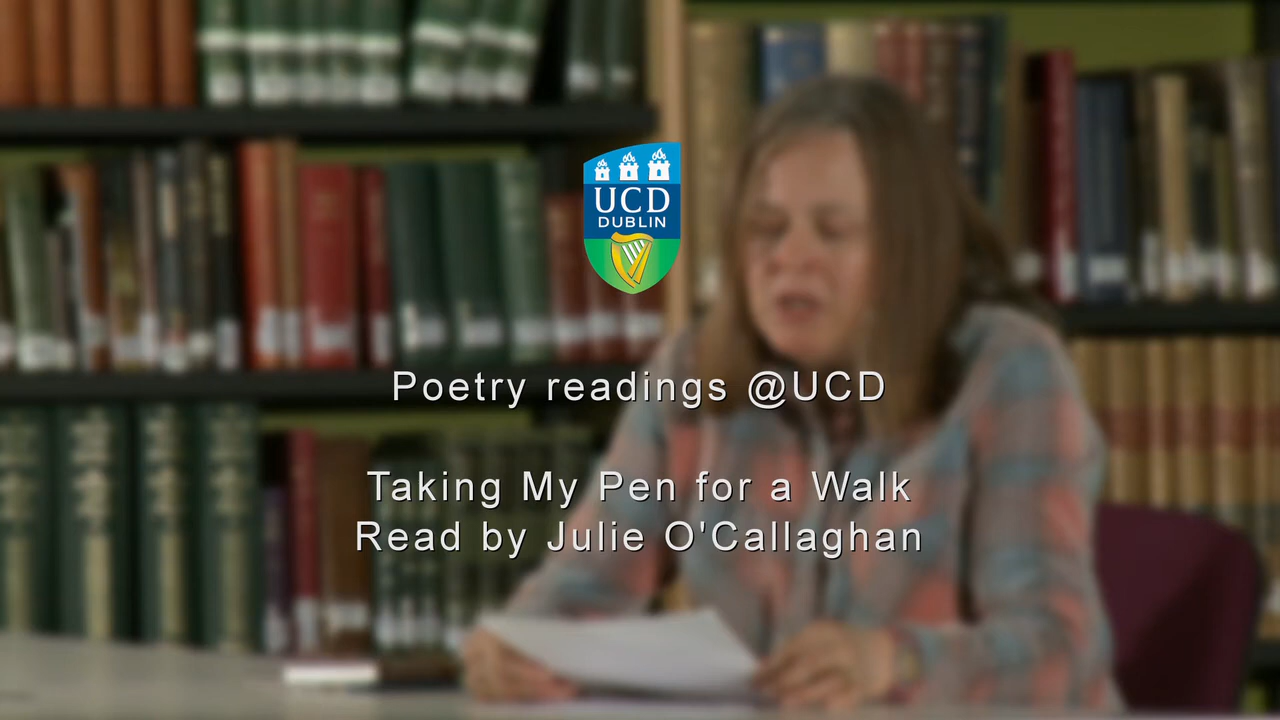 UCD
DUBLIN
Poetry readings @UCD
Taking My Pen for a Walk
Read by Julie O'Callaghan